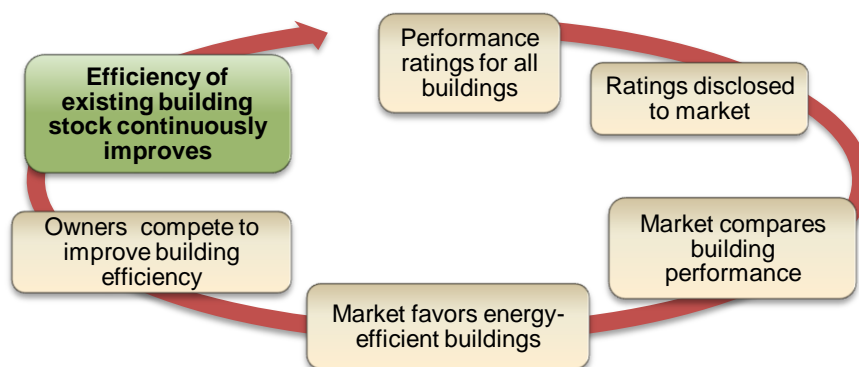 Performance
ratings for all
buildings
Ratings disclosed
to market
Market compares
building
performance
Market favors energy-
efficient buildings
Owners compete to
improve building
efficiency
Efficiency of
existing building
stock continuously
improves